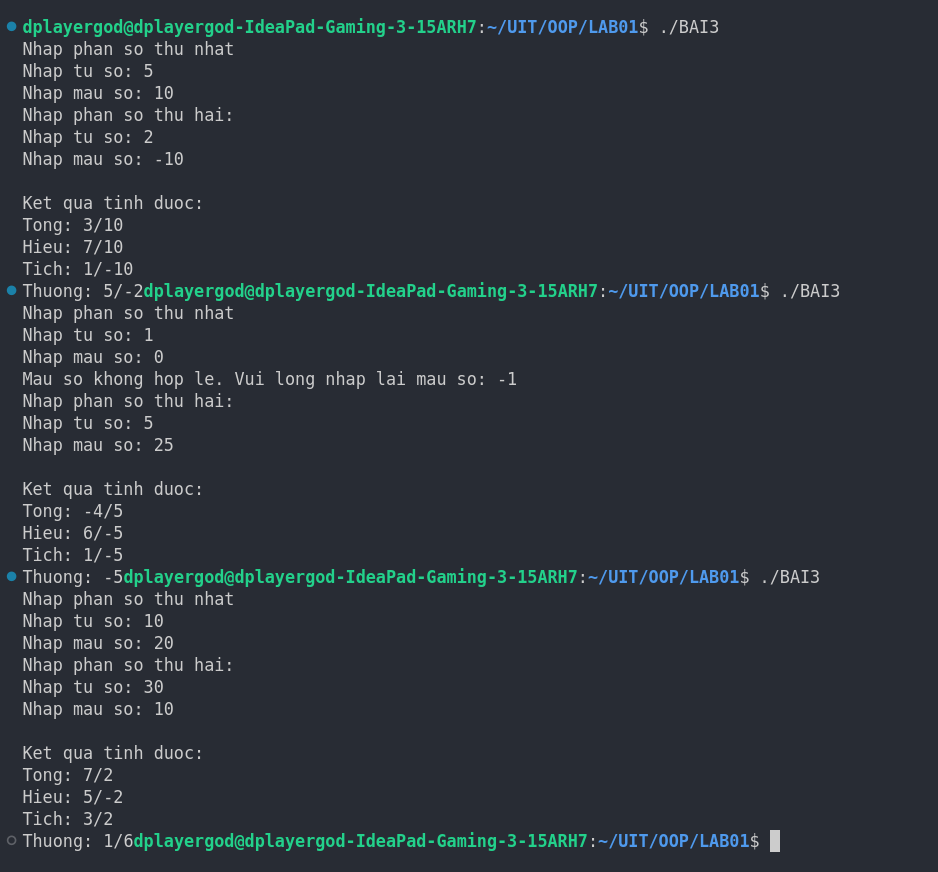 dplayergod@dplayergod-IdeaPad-Gaming-3-15ARH7:~/UIT/OOP/LAB01$ ./BAI3
Nhap phan so thu nhat
Nhap tu so: 5
Nhap mau so: 10
Nhap phan so thu hai:
Nhap tu so: 2
Nhap mau so: -10

Ket qua tinh duoc:
Tong: 3/10
Hieu: 7/10
Tich: 1/-10
Thuong: 5/-2dplayergod@dplayergod-IdeaPad-Gaming-3-15ARH7:~/UIT/OOP/LAB01$ ./BAI3
Nhap phan so thu nhat
Nhap tu so: 1
Nhap mau so: 0
Mau so khong hop le. Vui long nhap lai mau so: -1
Nhap phan so thu hai:
Nhap tu so: 5
Nhap mau so: 25

Ket qua tinh duoc:
Tong: -4/5
Hieu: 6/-5
Tich: 1/-5
Thuong: -5dplayergod@dplayergod-IdeaPad-Gaming-3-15ARH7:~/UIT/OOP/LAB01$ ./BAI3
Nhap phan so thu nhat
Nhap tu so: 10
Nhap mau so: 20
Nhap phan so thu hai:
Nhap tu so: 30
Nhap mau so: 10

Ket qua tinh duoc:
Tong: 7/2
Hieu: 5/-2
Tich: 3/2
Thuong: 1/6dplayergod@dplayergod-IdeaPad-Gaming-3-15ARH7:~/UIT/OOP/LAB01$